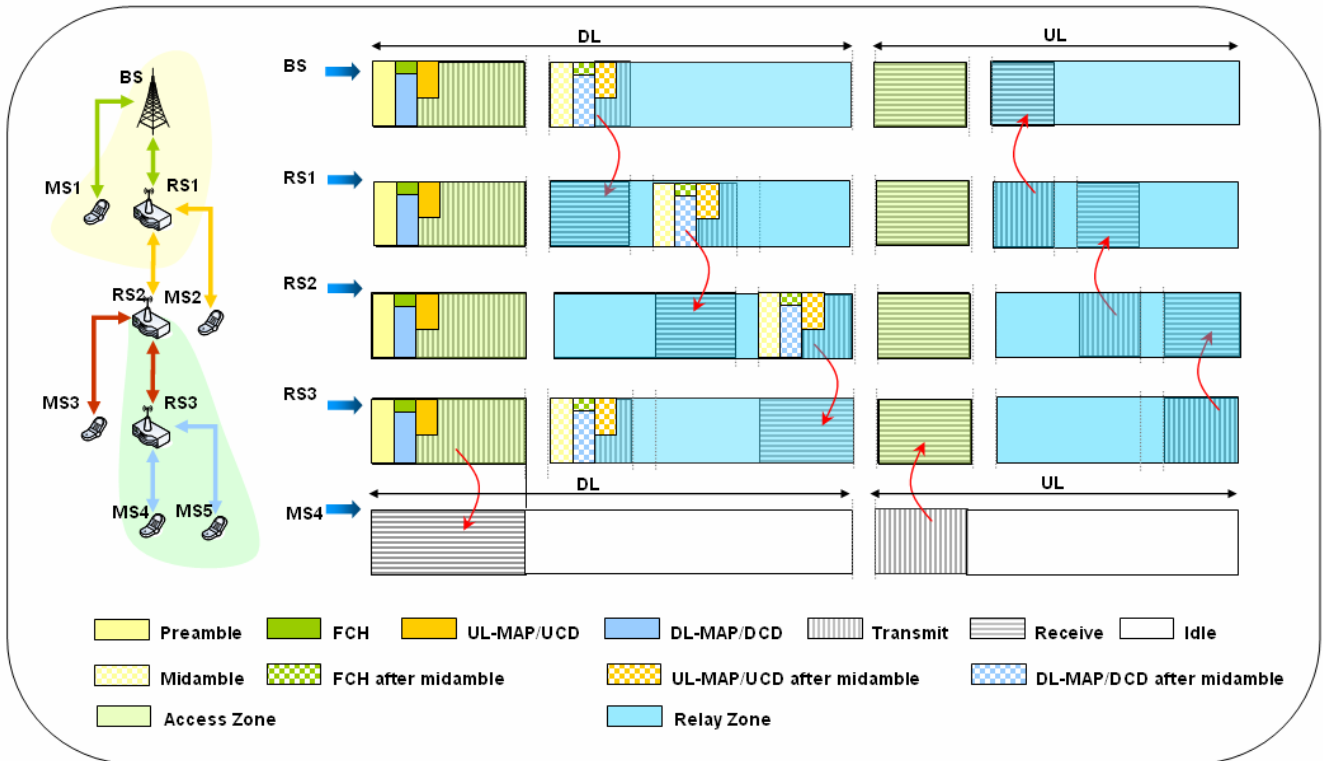 DL
UL
BS
BS
MS1
RS1
RS1
RS2
RS2
MS2
MS3
RS3
RS3
DL
UL
MS4
MS4
MS5
Preamble
FCH
UL-MAP/UCD
DL-MAP/DCD
Transmit
Receive
Idle
Midamble
FCH after midamble
UL-MAP/UCD after midamble
DL-MAP/DCD after midamble
Access Zone
Relay Zone